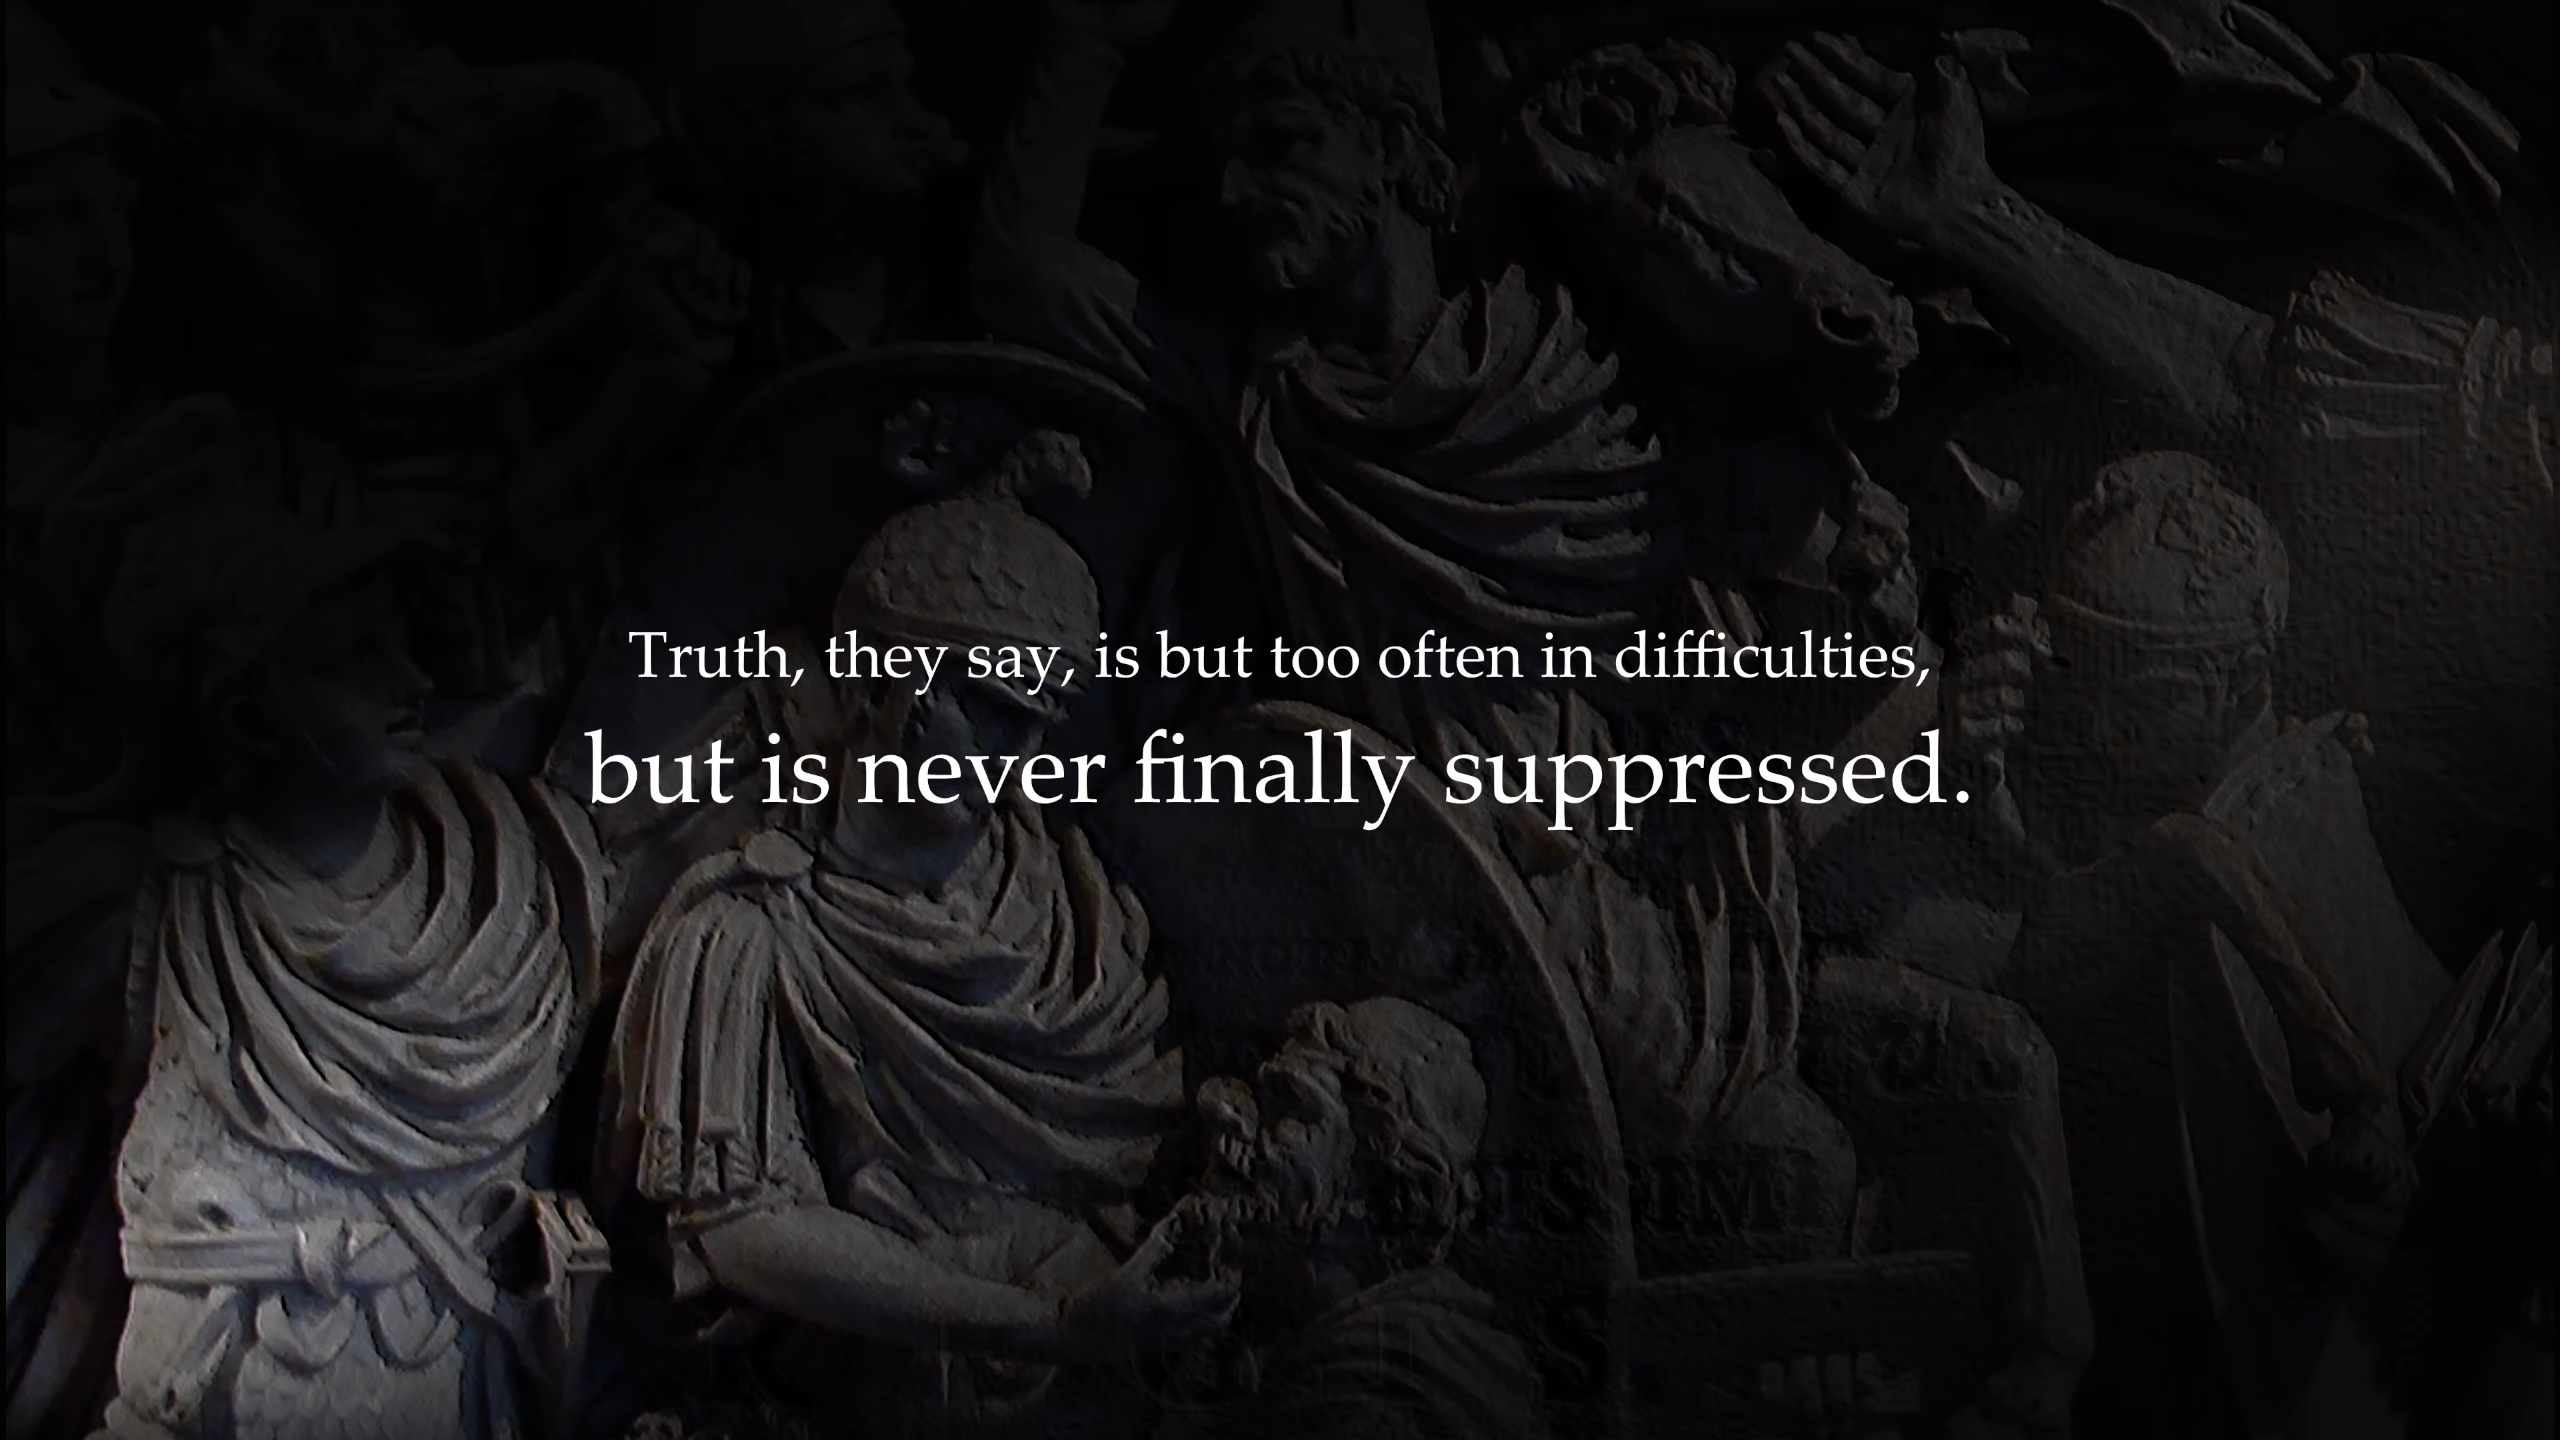 Truth, they say, is but too often in difficulties,
but is never finally suppressed.